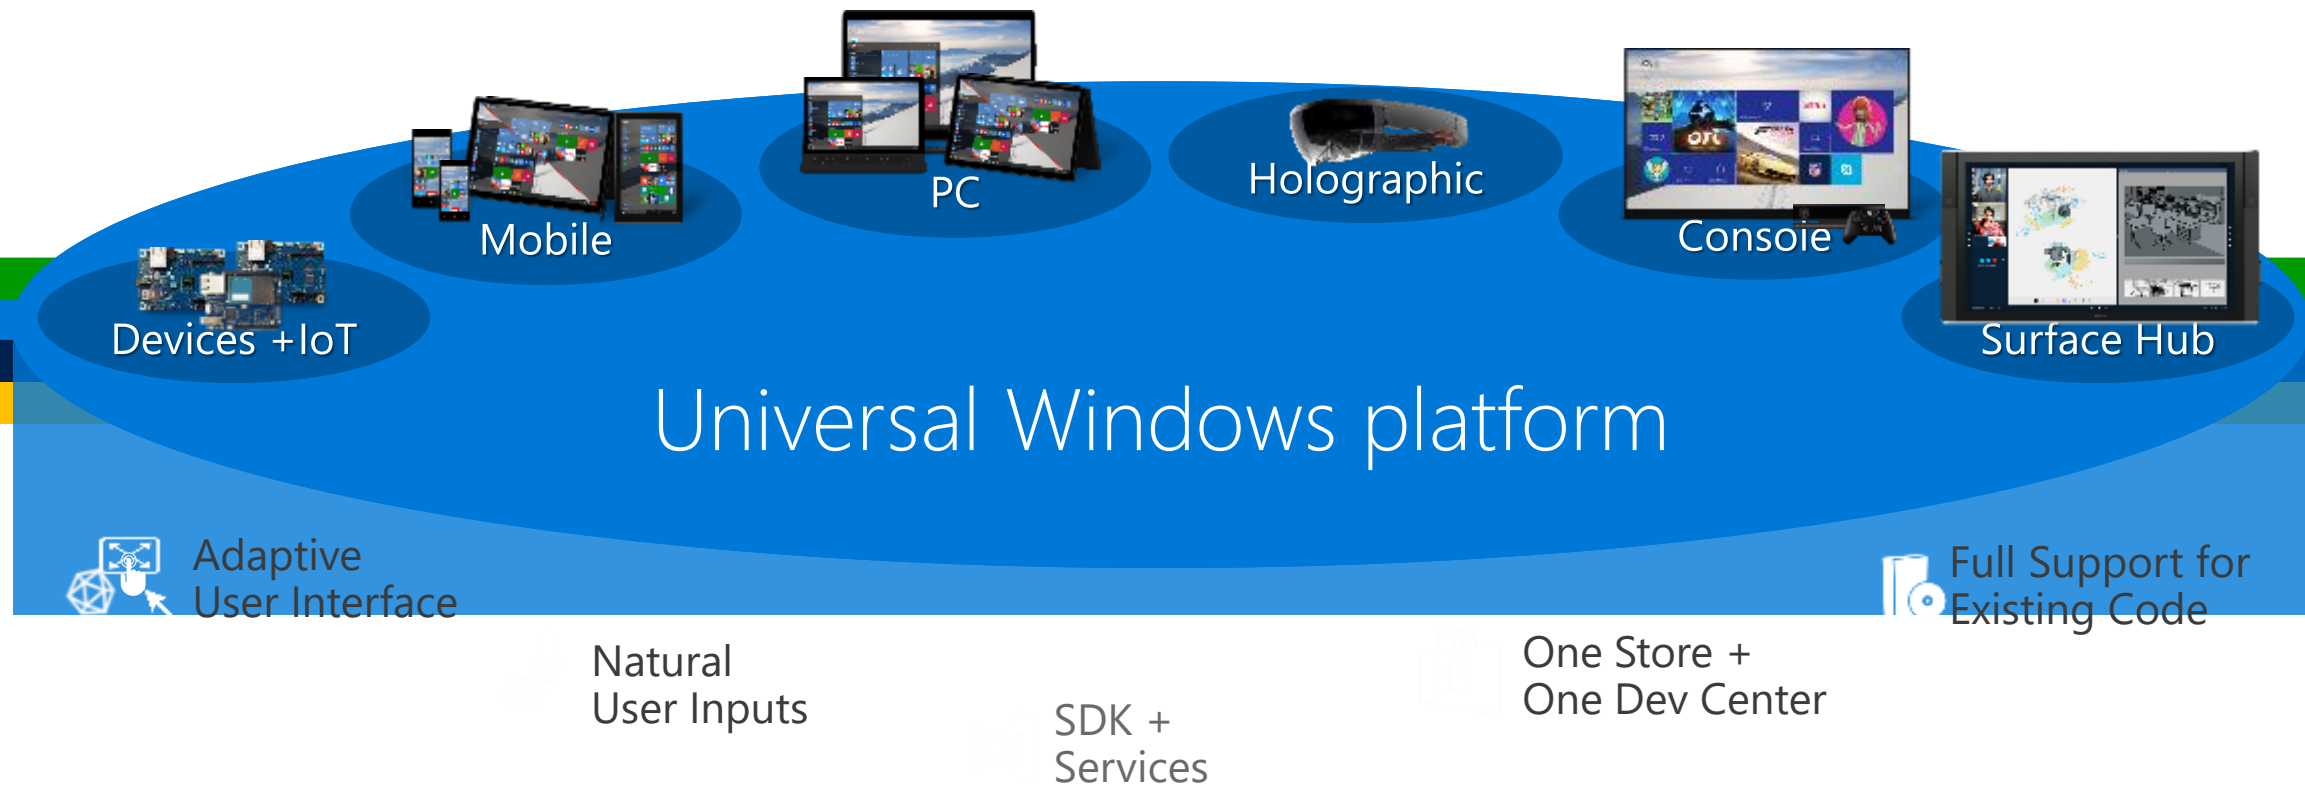 PC
Holographic
Mobile
Console
Devices +IoT
Surface Hub
Universal Windows platform
Adaptive
User Interface
Natural
User Inputs
SDK +
Services
One Store +
One Dev Center
Full Support for
Existing Code